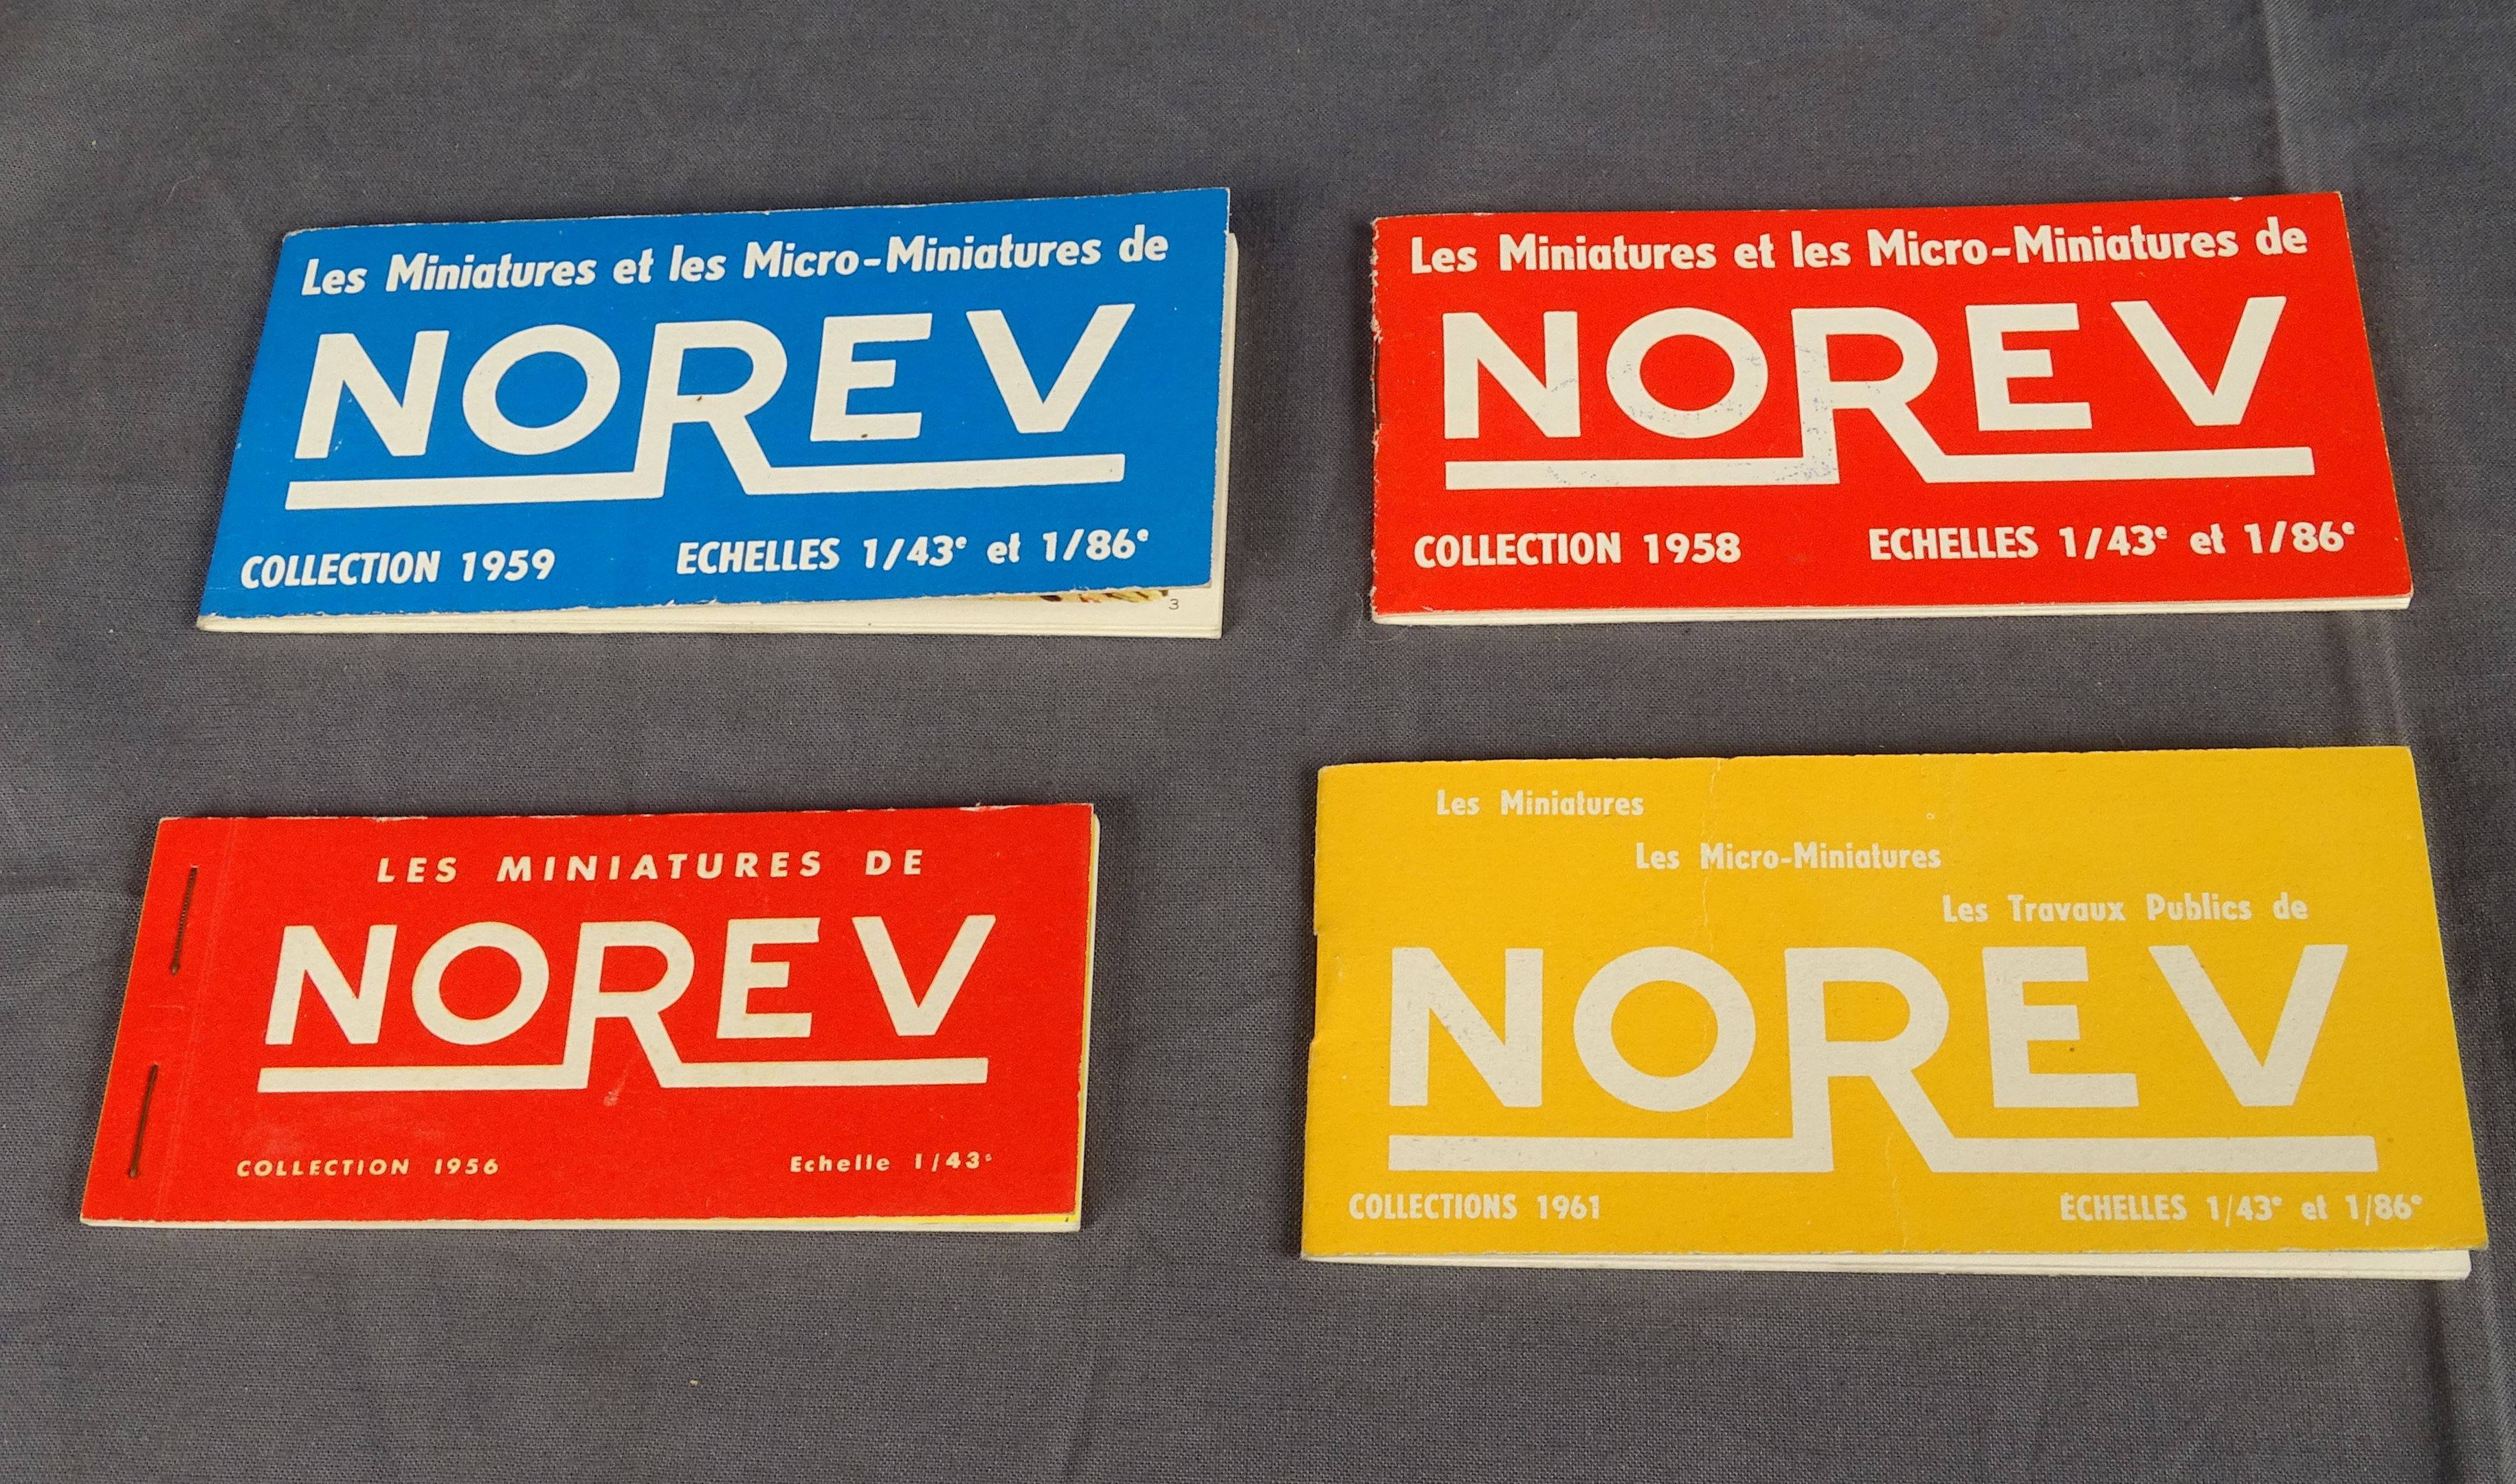 Les Miniatures et les Micro-Miniatures de
NOREV
COLLECTION 1959 ECHELLES 1/43e et 1/86e
3
Les Miniatures et les Micro-Miniatures de
NOREV
COLLECTION 1958 ECHELLES 1/43e et 1/86e
LES MINIATURES DE
NOREV
COLLECTION 1956 Echelle 1/43e
Les Miniatures
Les Micro-Miniatures
Les Travaux Publics de
NOREV
COLLECTIONS 1961 ÉCHELLES 1/43e et 1/86e